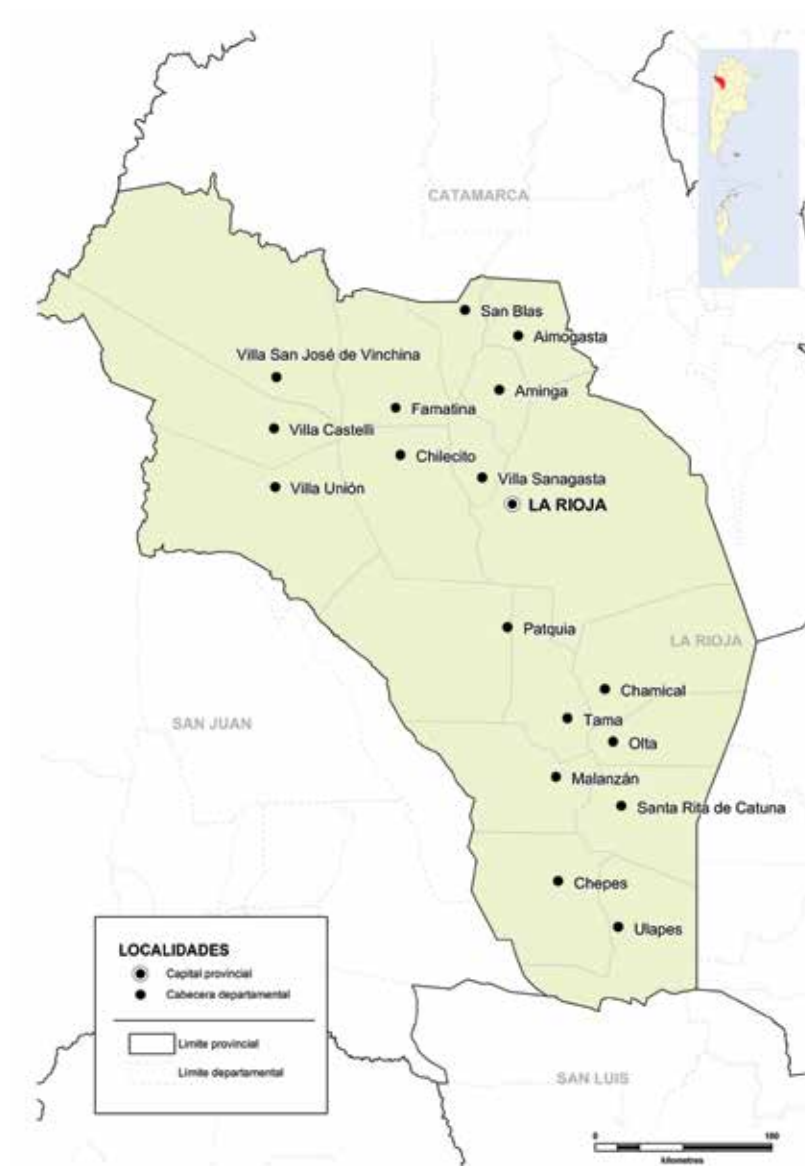 CATAMARCA
San Blas
Aimogasta
Villa San José de Vinchina
Aminga
Famatina
Villa Castelli
Chilecito
Villa Sanagasta
Villa Unión
LA RIOJA
Patquia
LA RIOJA
Chamical
SAN JUAN
Tama
Olta
Malanzán
Santa Rita de Catuna
Chepes
Ulapes
LOCALIDADES
Capital provincial
Cabecera departamental
Límite provincial
Límite departamental
SAN LUIS
0
kilometres